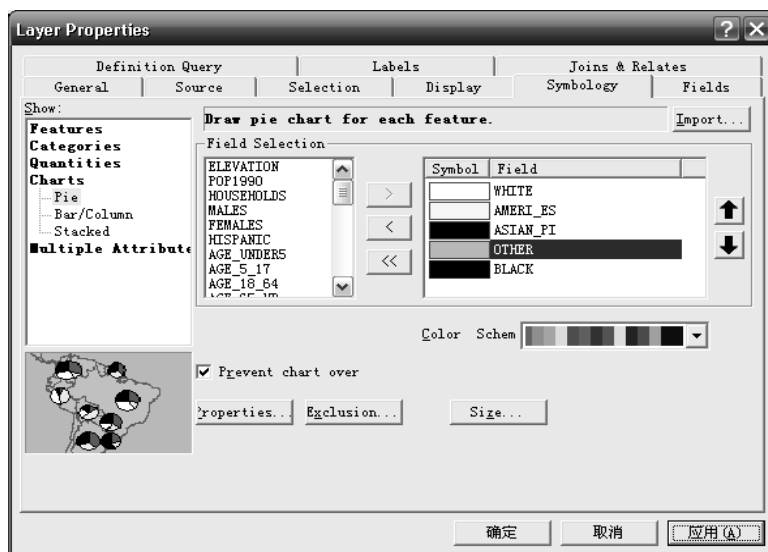 Layer Properties
Definition Query Labels Joins & Relates
General Source Selection Display Symbology Fields
Show:
Features
Categories
Quantities
Charts
Pie
Bar/Column
Stacked
Multiple Attribute
Draw pie chart for each feature.
Import...
Field Selection
ELEVATION
POP1990
HOUSEHOLDS
MALES
FEMALES
HISPANIC
AGE_UNDER5
AGE_5_17
AGE_18_64
>
<
<<
Symbol Field
WHITE
AMERI_ES
ASIAN_PI
OTHER
BLACK
Color Schem
Prevent chart over
Properties... Exclusion... Size...
确定 取消 应用(A)